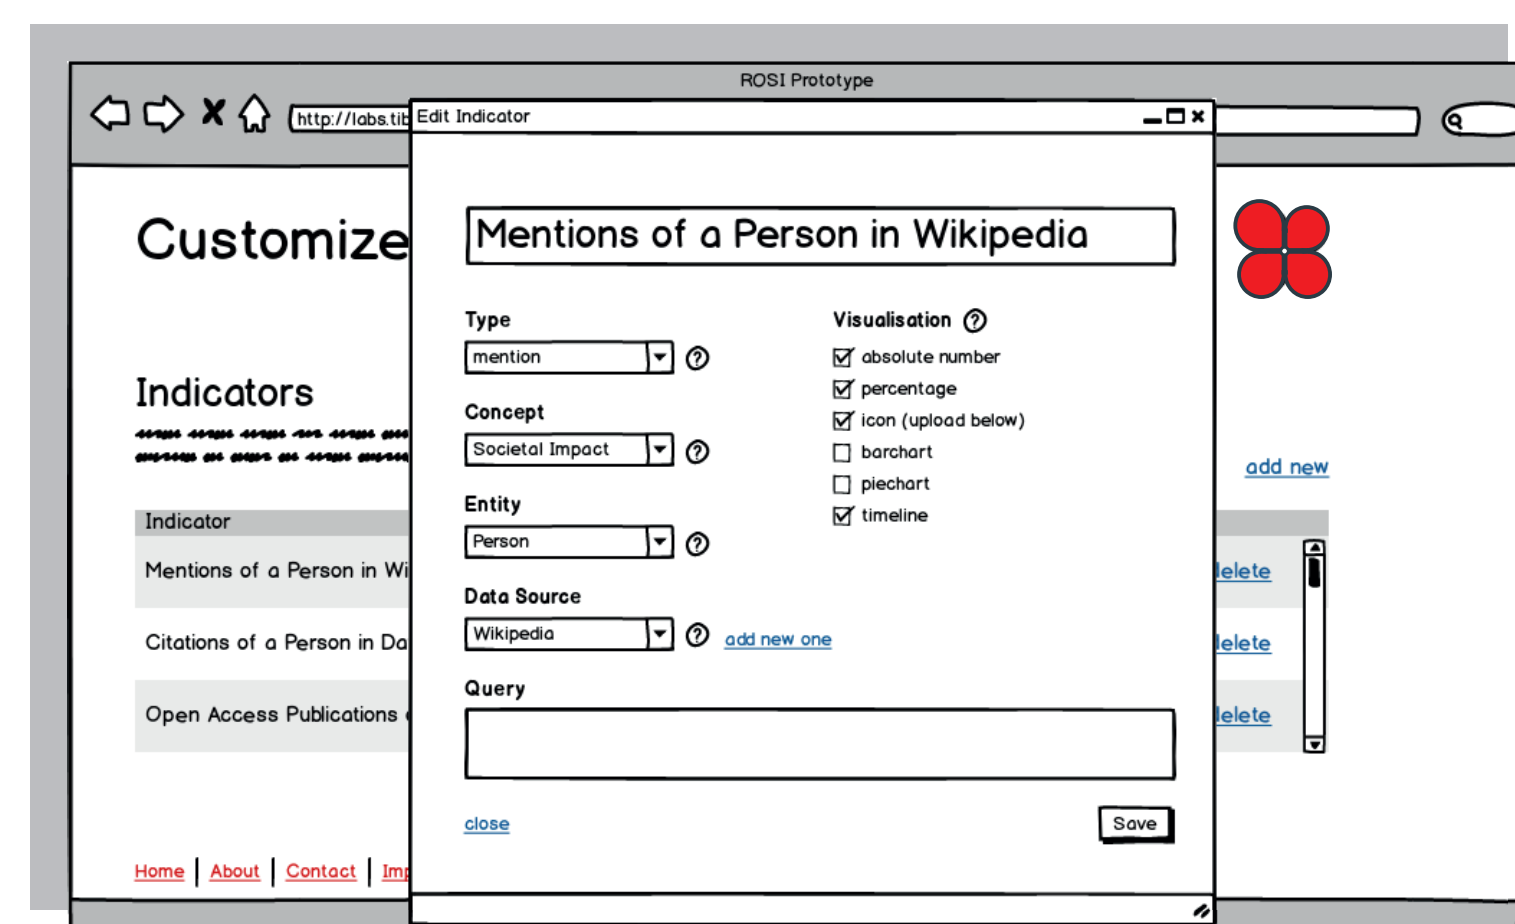 ROSI Prototype
http://labs.tib
Edit Indicator
Customize
Mentions of a Person in Wikipedia
Type
mention
Concept
Societal Impact
Entity
Person
Data Source
Wikipedia
add new one
Visualisation
absolute number
percentage
icon (upload below)
barchart
piechart
timeline
Query
close
Save
Indicators
add new
Indicator
Mentions of a Person in Wi
lelete
Citations of a Person in Da
lelete
Open Access Publications
lelete
Home | About | Contact | Imp